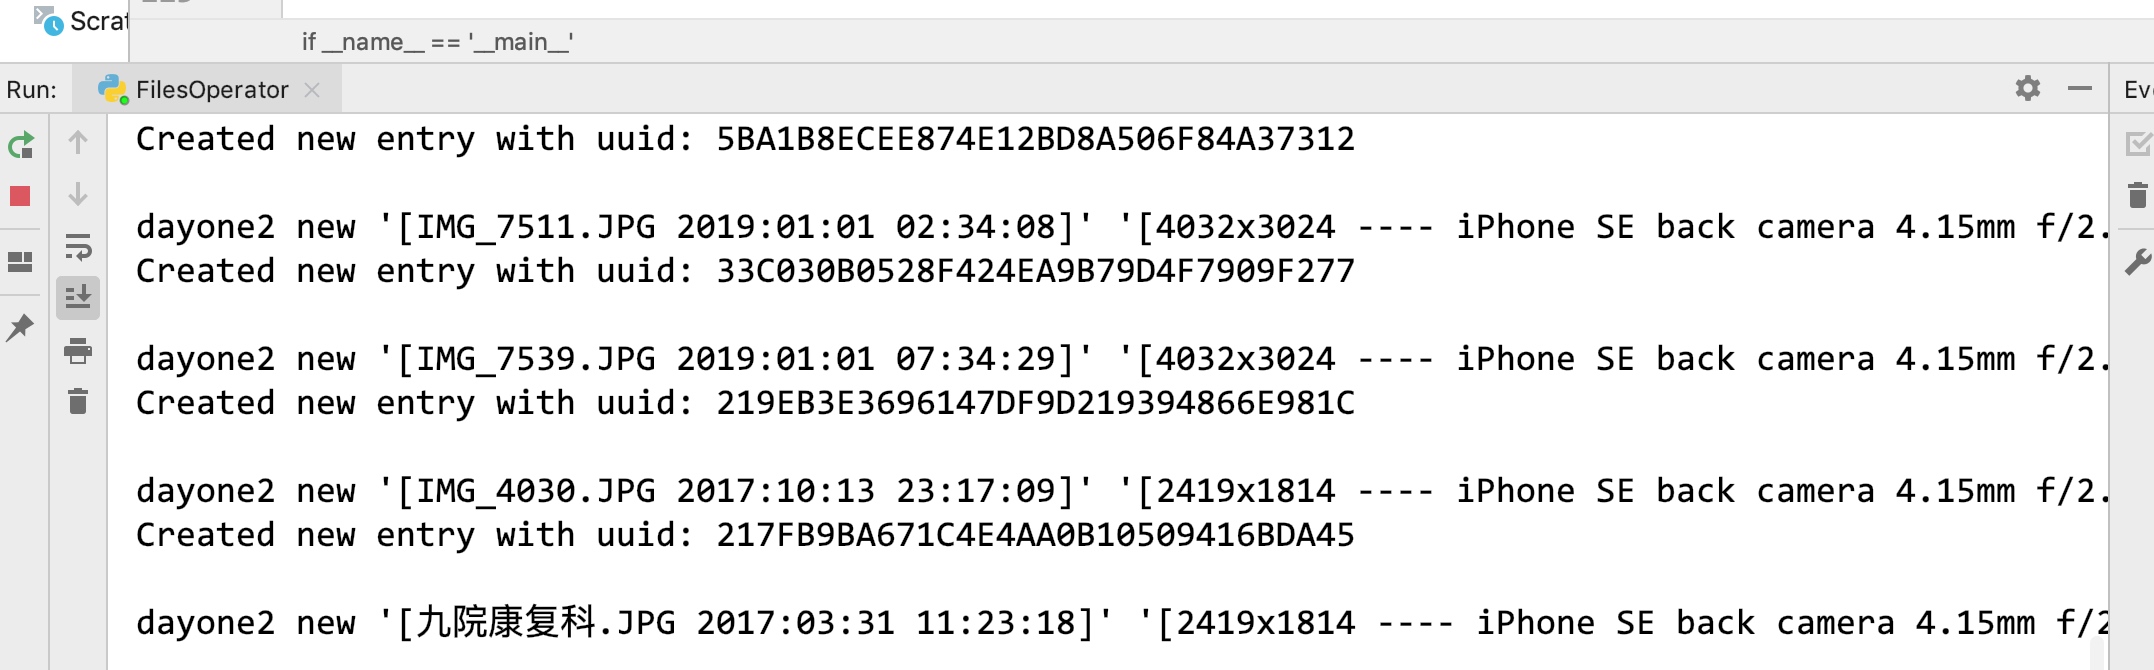 Scrat
if __name__ == '__main__'
Run:
FilesOperator
Ev
Created new entry with uuid: 5BA1B8ECEE874E12BD8A506F84A37312
dayone2 new '[IMG_7511.JPG 2019:01:01 02:34:08]' '[4032x3024 ---- iPhone SE back camera 4.15mm f/2.
Created new entry with uuid: 33C030B0528F424EA9B79D4F7909F277
dayone2 new '[IMG_7539.JPG 2019:01:01 07:34:29]' '[4032x3024 ---- iPhone SE back camera 4.15mm f/2.
Created new entry with uuid: 219EB3E3696147DF9D219394866E981C
dayone2 new '[IMG_4030.JPG 2017:10:13 23:17:09]' '[2419x1814 ---- iPhone SE back camera 4.15mm f/2.
Created new entry with uuid: 217FB9BA671C4E4AA0B10509416BDA45
dayone2 new '[九院康复科.JPG 2017:03:31 11:23:18]' '[2419x1814 ---- iPhone SE back camera 4.15mm f/2